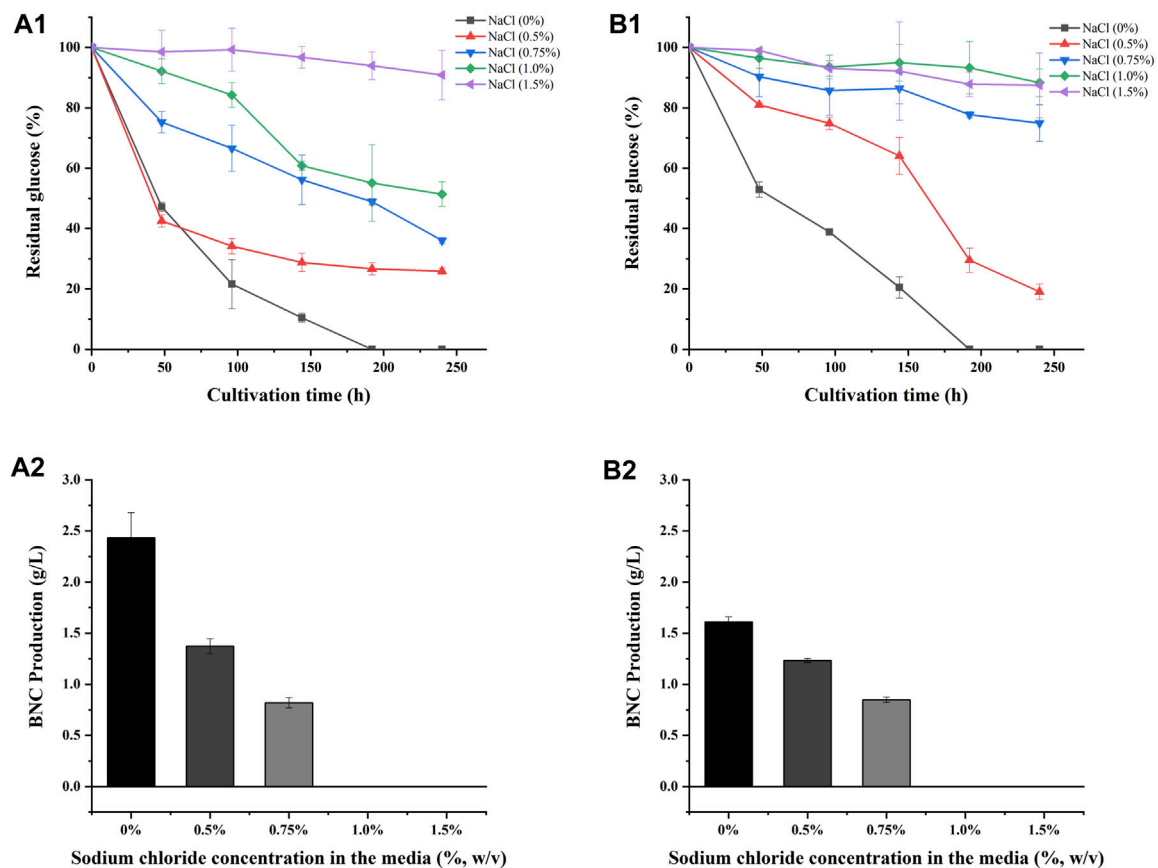 A1
NaCl (0%)
NaCl (0.5%)
NaCl (0.75%)
NaCl (1.0%)
NaCl (1.5%)
100
80
60
40
20
0
Residual glucose (%)
0 50 100 150 200 250
Cultivation time (h)
B1
NaCl (0%)
NaCl (0.5%)
NaCl (0.75%)
NaCl (1.0%)
NaCl (1.5%)
100
80
60
40
20
0
Residual glucose (%)
0 50 100 150 200 250
Cultivation time (h)
A2
3.0
2.5
2.0
1.5
1.0
0.5
0.0
BNC Production (g/L)
0% 0.5% 0.75% 1.0% 1.5%
Sodium chloride concentration in the media (%, w/v)
B2
3.0
2.5
2.0
1.5
1.0
0.5
0.0
BNC Production (g/L)
0% 0.5% 0.75% 1.0% 1.5%
Sodium chloride concentration in the media (%, w/v)